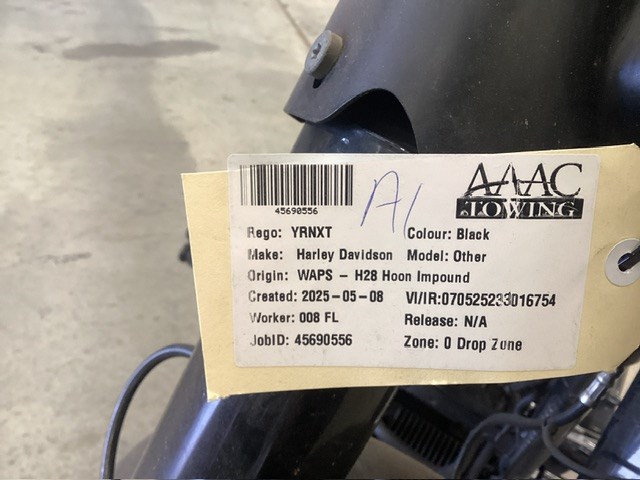 45690556
A1
AAAC
TOWING
Rego: YRNXT Colour: Black
Make: Harley Davidson Model: Other
Origin: WAPS - H28 Hoon Impound
Created: 2025-05-08 VI/IR:070525233016754
Worker: 008 FL Release: N/A
JobID: 45690556 Zone: 0 Drop Zone